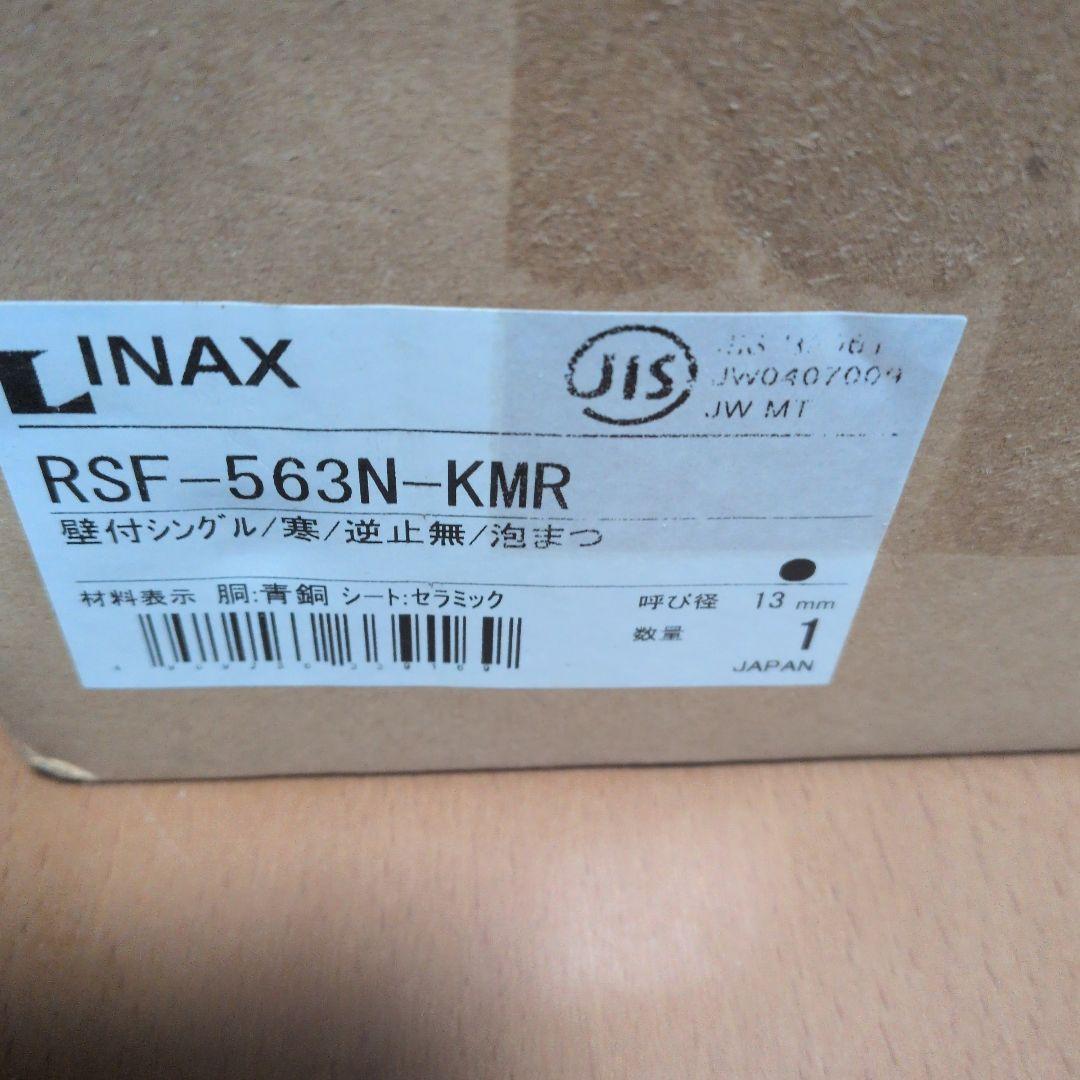 INAX
JIS
JW0407009
JW MT
RSF-563N-KMR
壁付シングル/寒/逆止無/泡まつ
材料表示 胴:青銅 シート:セラミック
呼び径 13 mm
数量 1
JAPAN